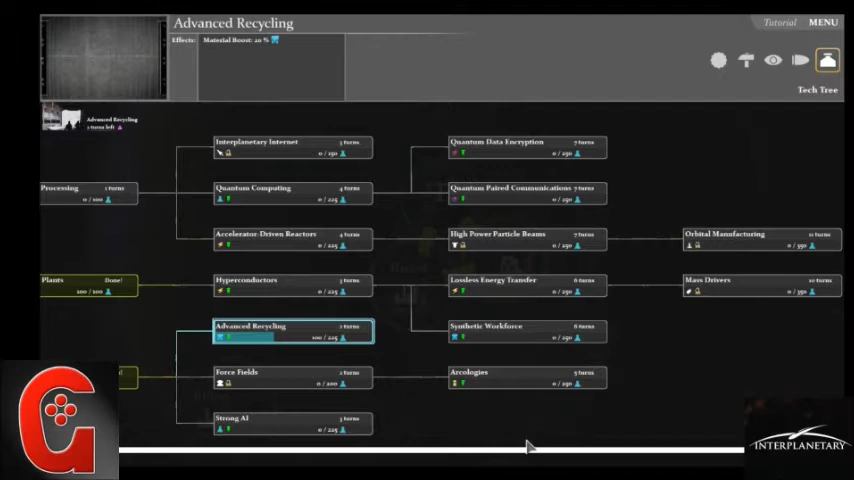 Advanced Recycling
Tutorial MENU
Effects: Material Boost: 20 %
Tech Tree
Advanced Recycling
2 turns left
Interplanetary Internet 3 turns
0 / 150
Quantum Data Encryption 7 turns
0 / 250
Processing 1 turns
0 / 100
Quantum Computing 4 turns
0 / 225
Quantum Paired Communications 7 turns
0 / 250
Accelerator-Driven Reactors 4 turns
0 / 225
High Power Particle Beams 7 turns
0 / 250
Orbital Manufacturing 11 turns
0 / 350
Plants Done!
100 / 100
Hyperconductors 3 turns
0 / 225
Lossless Energy Transfer 6 turns
0 / 250
Mass Drivers 10 turns
0 / 350
Advanced Recycling 2 turns
100 / 225
Synthetic Workforce 6 turns
0 / 250
Force Fields 2 turns
0 / 200
Arcologies 5 turns
0 / 250
Strong AI 3 turns
0 / 225
G
INTERPLANETARY